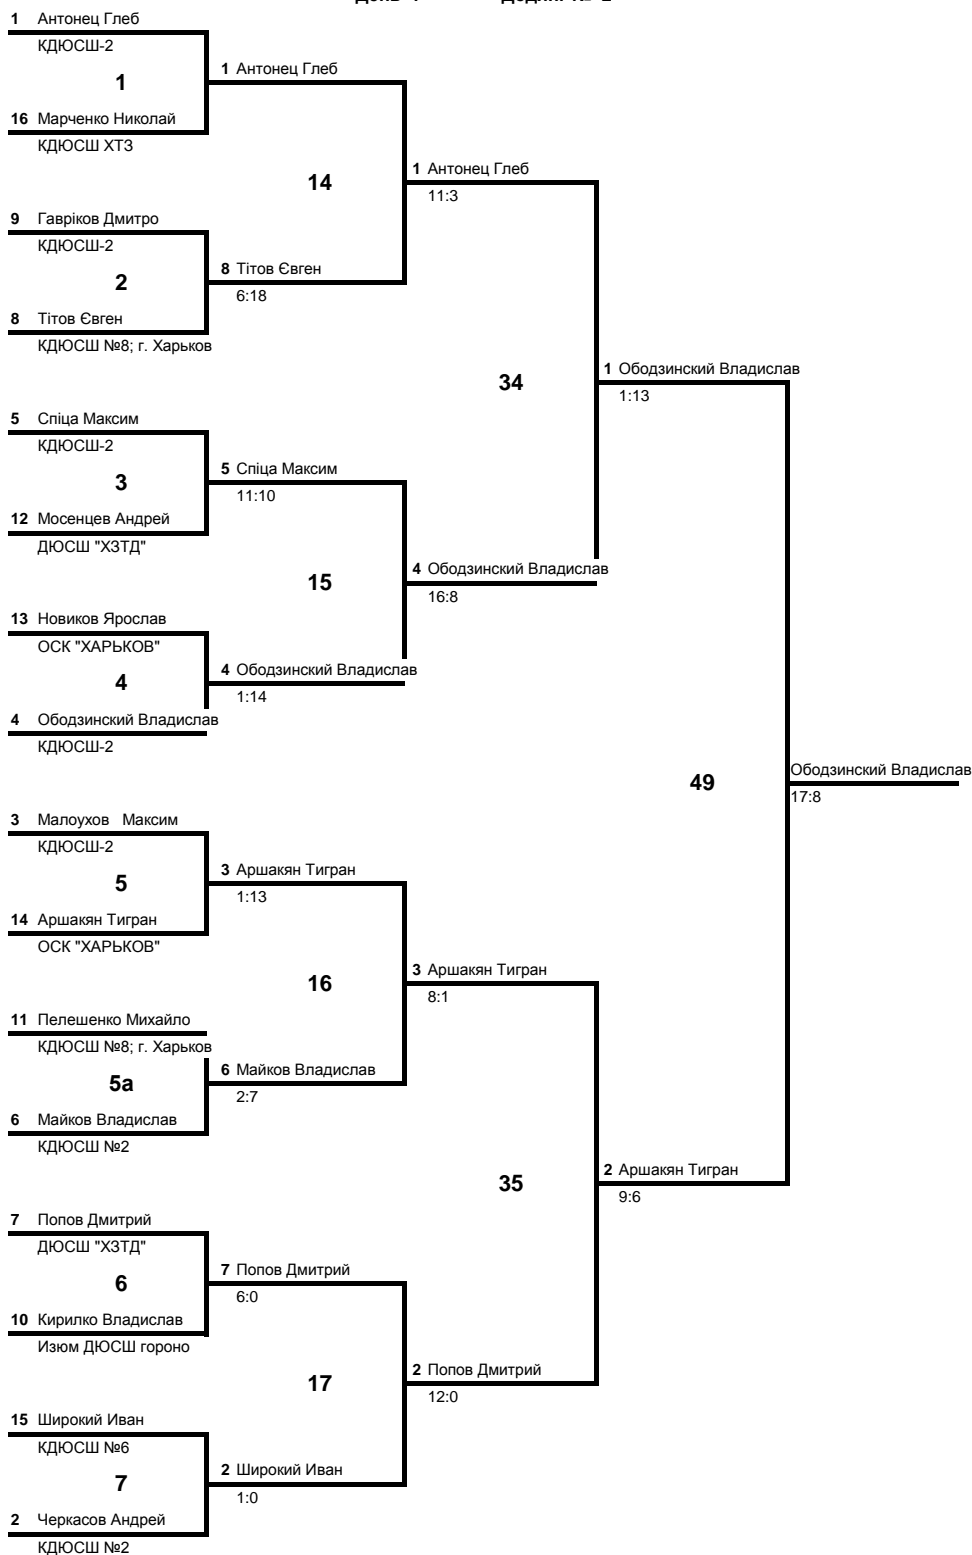 1 Антонец Глеб
КДЮСШ-2
1
1 Антонец Глеб
16 Марченко Николай
КДЮСШ ХТЗ
14
1 Антонец Глеб
11:3
9 Гавріков Дмитро
КДЮСШ-2
2
8 Тітов Євген
6:18
8 Тітов Євген
КДЮСШ №8; г. Харьков
34
1 Ободзинский Владислав
1:13
5 Спіца Максим
КДЮСШ-2
3
5 Спіца Максим
11:10
12 Мосенцев Андрей
ДЮСШ "ХЗТД"
15
4 Ободзинский Владислав
16:8
13 Новиков Ярослав
ОСК "ХАРЬКОВ"
4
4 Ободзинский Владислав
1:14
4 Ободзинский Владислав
КДЮСШ-2
49
Ободзинский Владислав
17:8
3 Малоухов Максим
КДЮСШ-2
5
3 Аршакян Тигран
1:13
14 Аршакян Тигран
ОСК "ХАРЬКОВ"
16
3 Аршакян Тигран
8:1
11 Пелешенко Михайло
КДЮСШ №8; г. Харьков
5а
6 Майков Владислав
2:7
6 Майков Владислав
КДЮСШ №2
35
2 Аршакян Тигран
9:6
7 Попов Дмитрий
ДЮСШ "ХЗТД"
6
7 Попов Дмитрий
6:0
10 Кирилко Владислав
Изюм ДЮСШ гороно
17
2 Попов Дмитрий
12:0
15 Широкий Иван
КДЮСШ №6
7
2 Широкий Иван
1:0
2 Черкасов Андрей
КДЮСШ №2